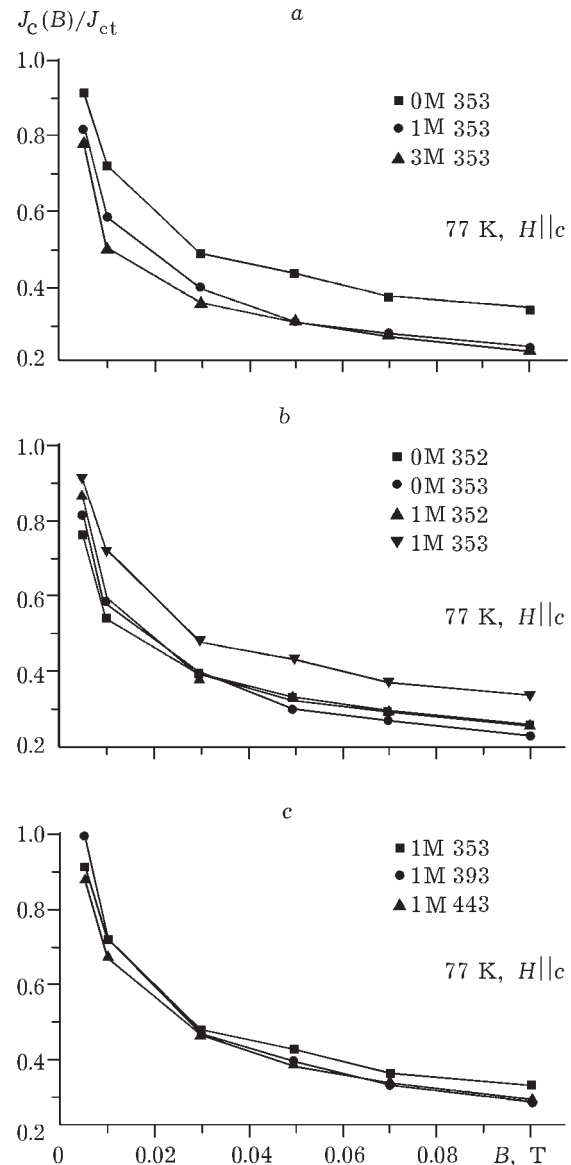 J_c(B)/J_ct
a
1.0
0M 353
1M 353
0.8
3M 353
0.6
77 K, H||c
0.4
0.2
b
1.0
0M 352
0M 353
0.8
1M 352
1M 353
0.6
77 K, H||c
0.4
0.2
c
1.0
1M 353
1M 393
0.8
1M 443
77 K, H||c
0.6
0.4
0.2
0 0.02 0.04 0.06 0.08 B, T